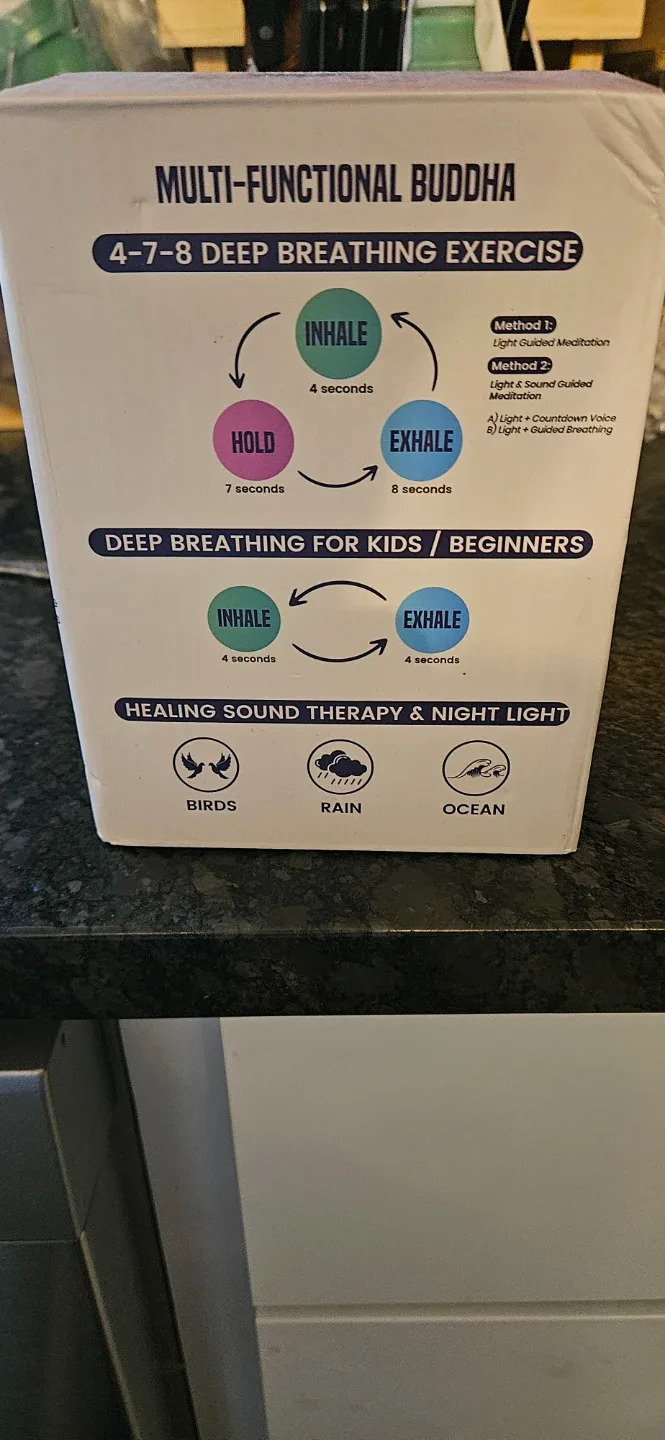 MULTI-FUNCTIONAL BUDDHA
4-7-8 DEEP BREATHING EXERCISE
INHALE
4 seconds
HOLD
7 seconds
EXHALE
8 seconds
Method 1:
Light Guided Meditation
Method 2:
Light & Sound Guided
Meditation
A) Light + Countdown Voice
B) Light + Guided Breathing
DEEP BREATHING FOR KIDS / BEGINNERS
INHALE
4 seconds
EXHALE
4 seconds
HEALING SOUND THERAPY & NIGHT LIGHT
BIRDS
RAIN
OCEAN